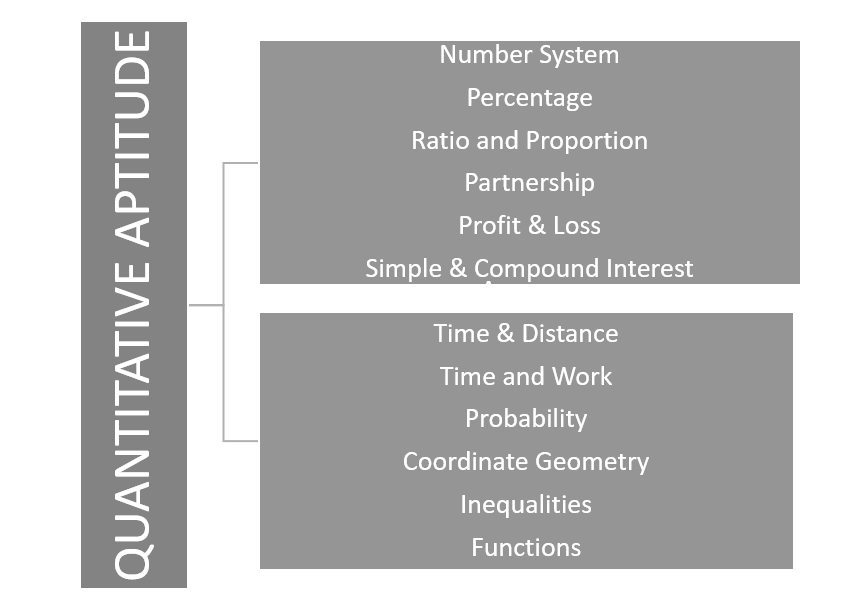 QUANTITATIVE APTITUDE
Number System
Percentage
Ratio and Proportion
Partnership
Profit & Loss
Simple & Compound Interest
Time & Distance
Time and Work
Probability
Coordinate Geometry
Inequalities
Functions